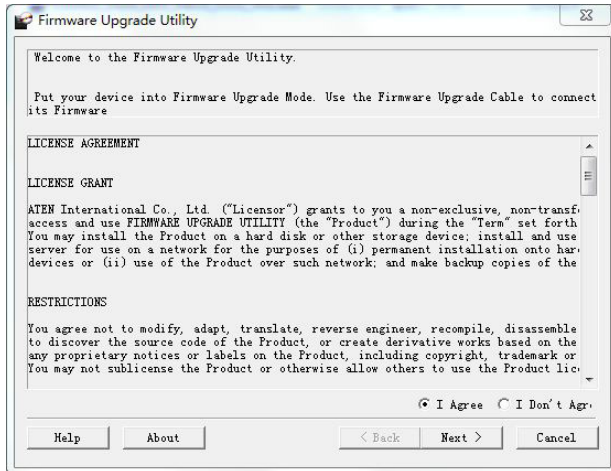 Firmware Upgrade Utility
Welcome to the Firmware Upgrade Utility.
Put your device into Firmware Upgrade Mode. Use the Firmware Upgrade Cable to connect
its Firmware
LICENSE AGREEMENT
LICENSE GRANT
ATEN International Co., Ltd. ("Licensor") grants to you a non-exclusive, non-transf
access and use FIRMWARE UPGRADE UTILITY (the "Product") during the "Term" set forth
You may install the Product on a hard disk or other storage device; install and use
server for use on a network for the purposes of (i) permanent installation onto har
devices or (ii) use of the Product over such network; and make backup copies of the
RESTRICTIONS
You agree not to modify, adapt, translate, reverse engineer, recompile, disassemble
to discover the source code of the Product, or create derivative works based on the
any proprietary notices or labels on the Product, including copyright, trademark or
You may not sublicense the Product or otherwise allow others to use the Product lic
I Agree I Don't Agr
Help About < Back Next > Cancel